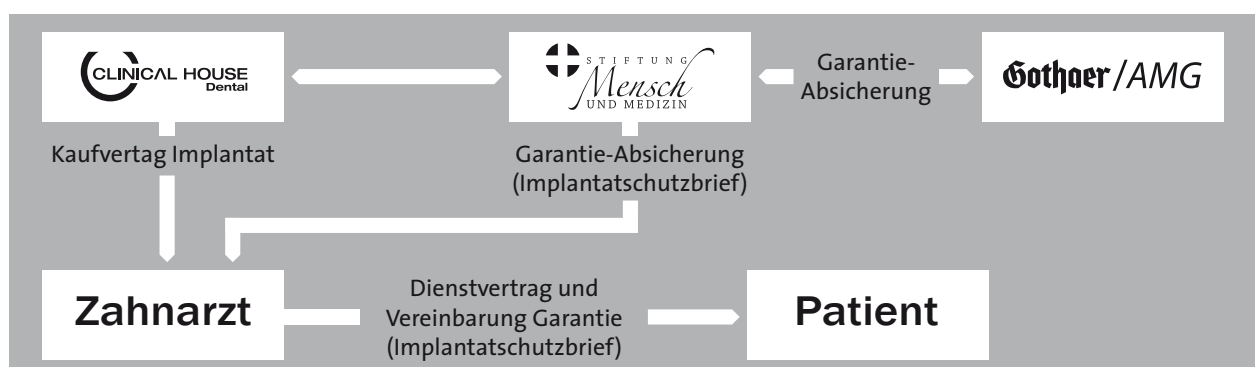 CLINICAL HOUSE
Dental
STIFTUNG
Mensch
UND MEDIZIN
Garantie-
Absicherung
Gothaer/AMG
Kaufvertag Implantat
Garantie-Absicherung
(Implantatschutzbrief)
Zahnarzt
Dienstvertrag und
Vereinbarung Garantie
(Implantatschutzbrief)
Patient